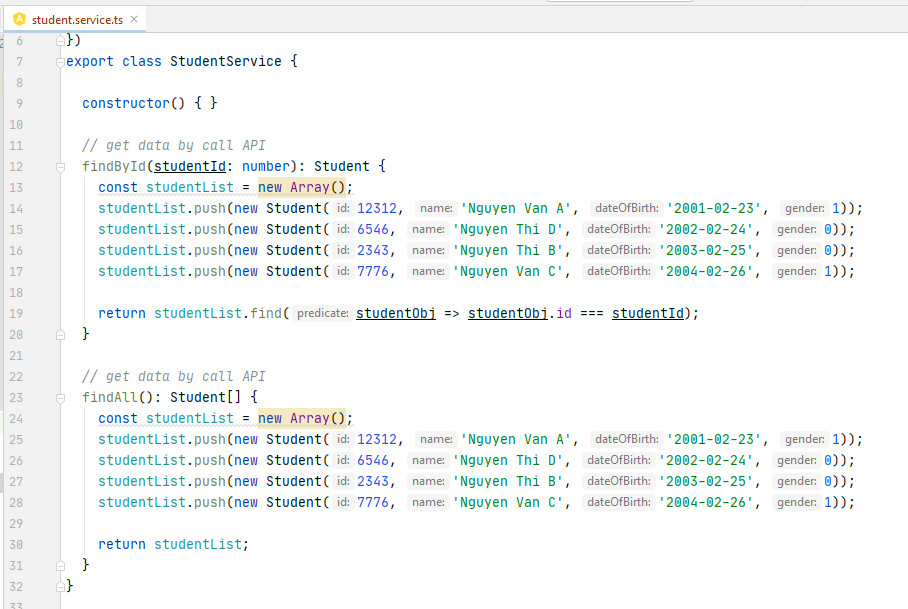 student.service.ts
6 })
7 export class StudentService {
8
9 constructor() { }
10
11 // get data by call API
12 findById(studentId: number): Student {
13 const studentList = new Array();
14 studentList.push(new Student( id: 12312, name: 'Nguyen Van A', dateOfBirth: '2001-02-23', gender: 1));
15 studentList.push(new Student( id: 6546, name: 'Nguyen Thi D', dateOfBirth: '2002-02-24', gender: 0));
16 studentList.push(new Student( id: 2343, name: 'Nguyen Thi B', dateOfBirth: '2003-02-25', gender: 0));
17 studentList.push(new Student( id: 7776, name: 'Nguyen Van C', dateOfBirth: '2004-02-26', gender: 1));
18
19 return studentList.find( predicate: studentObj => studentObj.id === studentId);
20 }
21
22 // get data by call API
23 findAll(): Student[] {
24 const studentList = new Array();
25 studentList.push(new Student( id: 12312, name: 'Nguyen Van A', dateOfBirth: '2001-02-23', gender: 1));
26 studentList.push(new Student( id: 6546, name: 'Nguyen Thi D', dateOfBirth: '2002-02-24', gender: 0));
27 studentList.push(new Student( id: 2343, name: 'Nguyen Thi B', dateOfBirth: '2003-02-25', gender: 0));
28 studentList.push(new Student( id: 7776, name: 'Nguyen Van C', dateOfBirth: '2004-02-26', gender: 1));
29
30 return studentList;
31 }
32 }
33